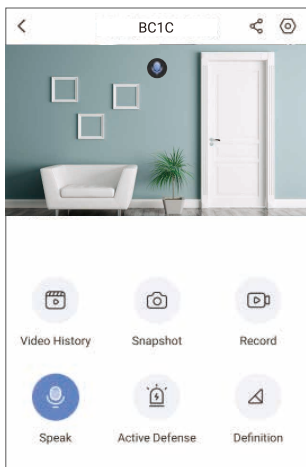 BC1C
Video History
Snapshot
Record
Speak
Active Defense
Definition